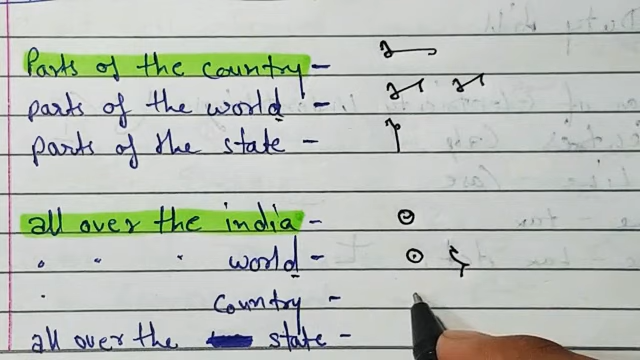 Parts of the country -
parts of the world -
parts of the state -
all over the india -
" " " world -
" country -
all over the state -